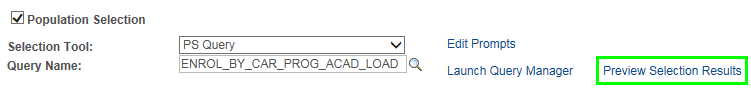 Population Selection
Selection Tool: PS Query Edit Prompts
Query Name: ENROL_BY_CAR_PROG_ACAD_LOAD Launch Query Manager Preview Selection Results